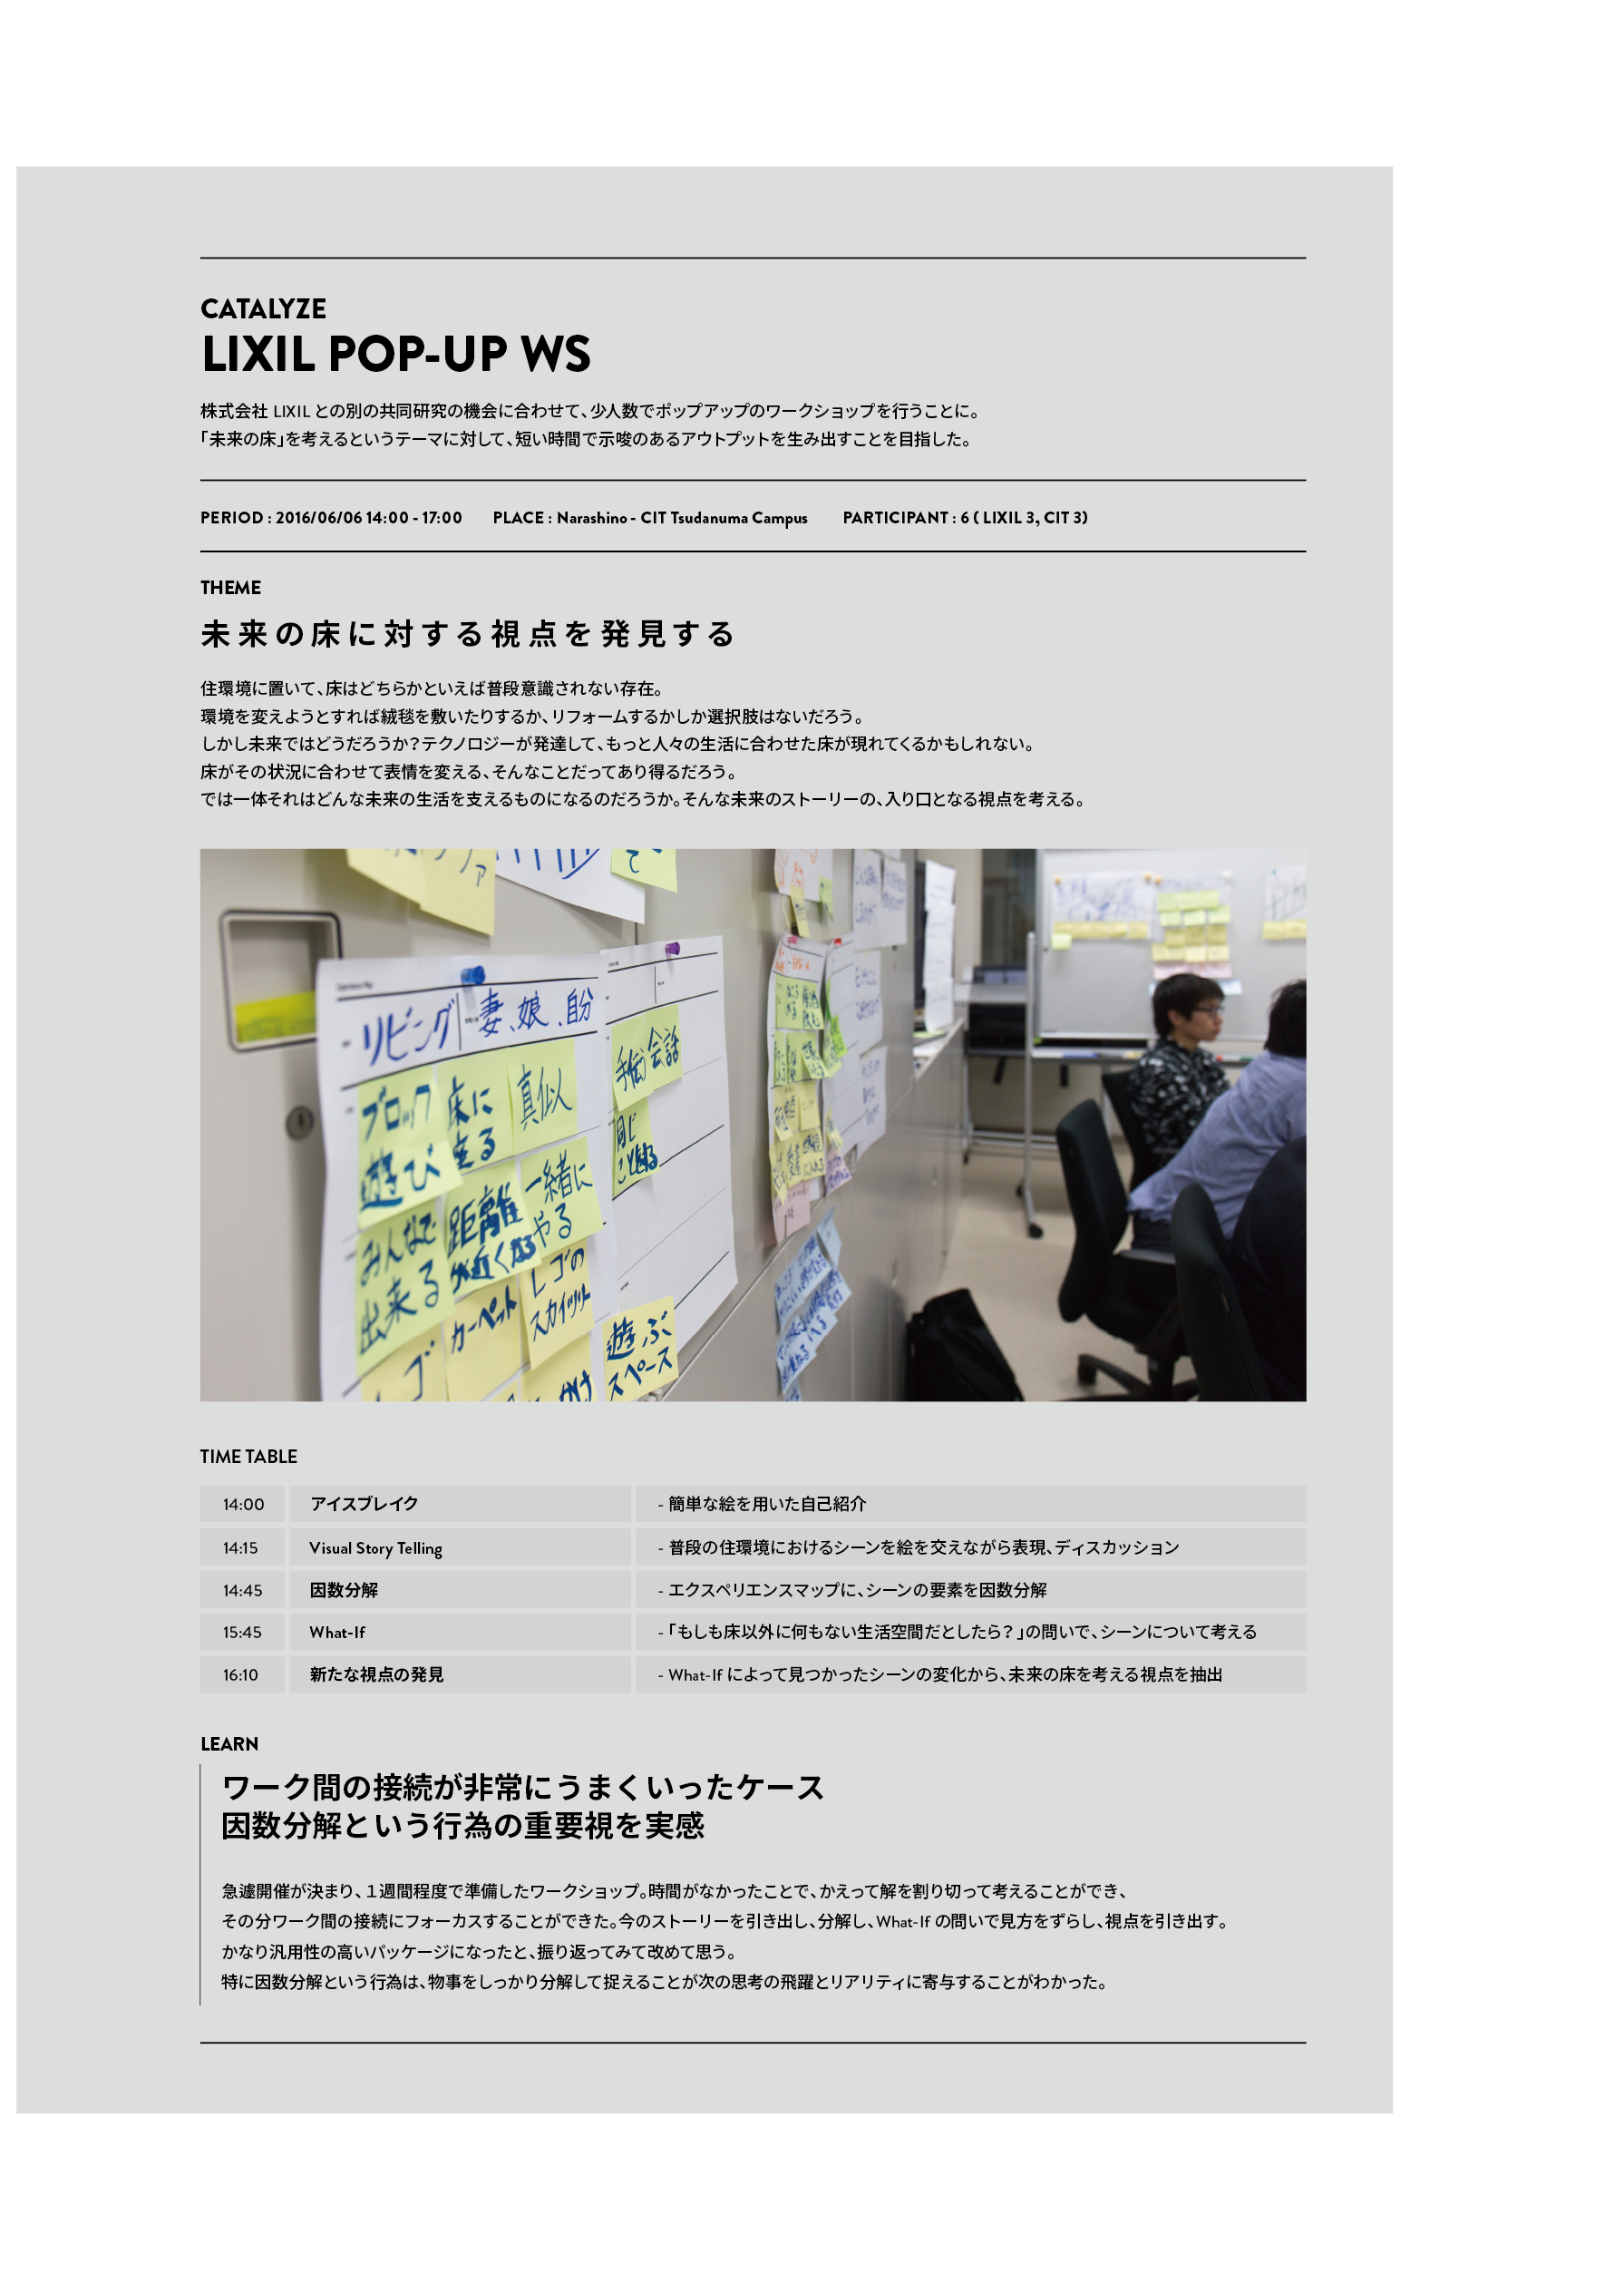 CATALYZE
LIXIL POP-UP WS
株式会社 LIXIL との別の共同研究の機会に合わせて、少人数でポップアップのワークショップを行うことに。
「未来の床」を考えるというテーマに対して、短い時間で示唆のあるアウトプットを生み出すことを目指した。
PERIOD : 2016/06/06 14:00 - 17:00 PLACE : Narashino - CIT Tsudanuma Campus PARTICIPANT : 6 ( LIXIL 3, CIT 3)
THEME
未来の床に対する視点を発見する
住環境に置いて、床はどちらかといえば普段意識されない存在。
環境を変えようとすれば絨毯を敷いたりするか、リフォームするかしか選択肢はないだろう。
しかし未来ではどうだろうか？テクノロジーが発達して、もっと人々の生活に合わせた床が現れてくるかもしれない。
床がその状況に合わせて表情を変える、そんなことだってあり得るだろう。
では一体それはどんな未来の生活を支えるものになるのだろうか。そんな未来のストーリーの、入り口となる視点を考える。
リビング 妻、娘、自分
ブロック
遊び
床に
座る
真似
手伝う
会話
同じ
みんなで
出来る
距離
が近くなる
一緒に
やる
カーペット
レゴの
スカイツリー
レゴ
遊ぶ
スペース
TIME TABLE
14:00 アイスブレイク - 簡単な絵を用いた自己紹介
14:15 Visual Story Telling - 普段の住環境におけるシーンを絵を交えながら表現、ディスカッション
14:45 因数分解 - エクスペリエンスマップに、シーンの要素を因数分解
15:45 What-If - 「もしも床以外に何もない生活空間だとしたら？」の問いで、シーンについて考える
16:10 新たな視点の発見 - What-If によって見つかったシーンの変化から、未来の床を考える視点を抽出
LEARN
ワーク間の接続が非常にうまくいったケース
因数分解という行為の重要視を実感
急遽開催が決まり、１週間程度で準備したワークショップ。時間がなかったことで、かえって解を割り切って考えることができ、
その分ワーク間の接続にフォーカスすることができた。今のストーリーを引き出し、分解し、What-If の問いで見方をずらし、視点を引き出す。
かなり汎用性の高いパッケージになったと、振り返ってみて改めて思う。
特に因数分解という行為は、物事をしっかり分解して捉えることが次の思考の飛躍とリアリティに寄与することがわかった。